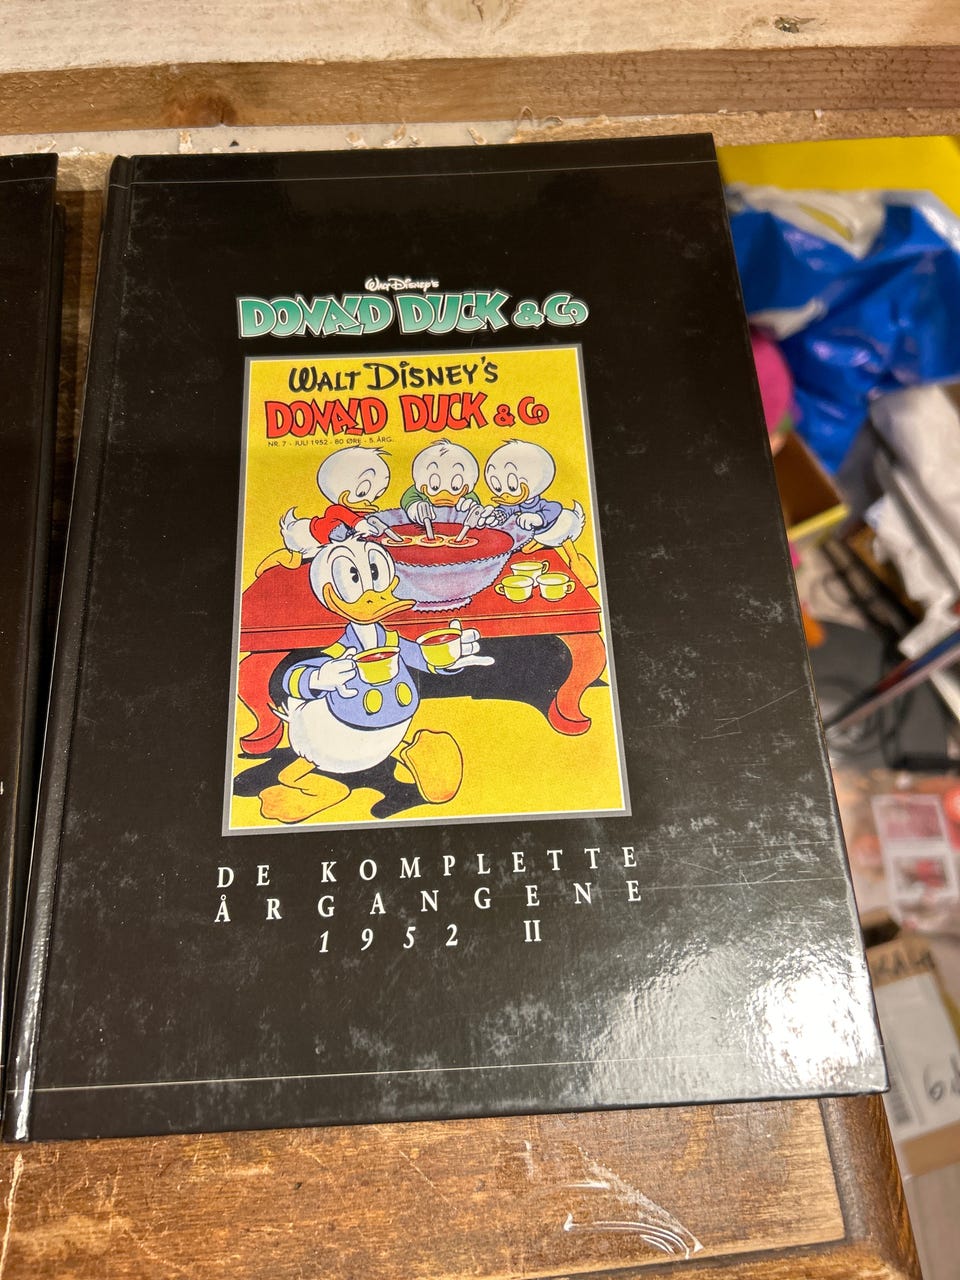 Walt Disney's
DONALD DUCK & Co
WALT DISNEY'S
DONALD DUCK & Co
NR. 7 - JULI 1952 - 80 ØRE - 5. ÅRG.
DE KOMPLETTE
ÅRGANGENE
1952 II